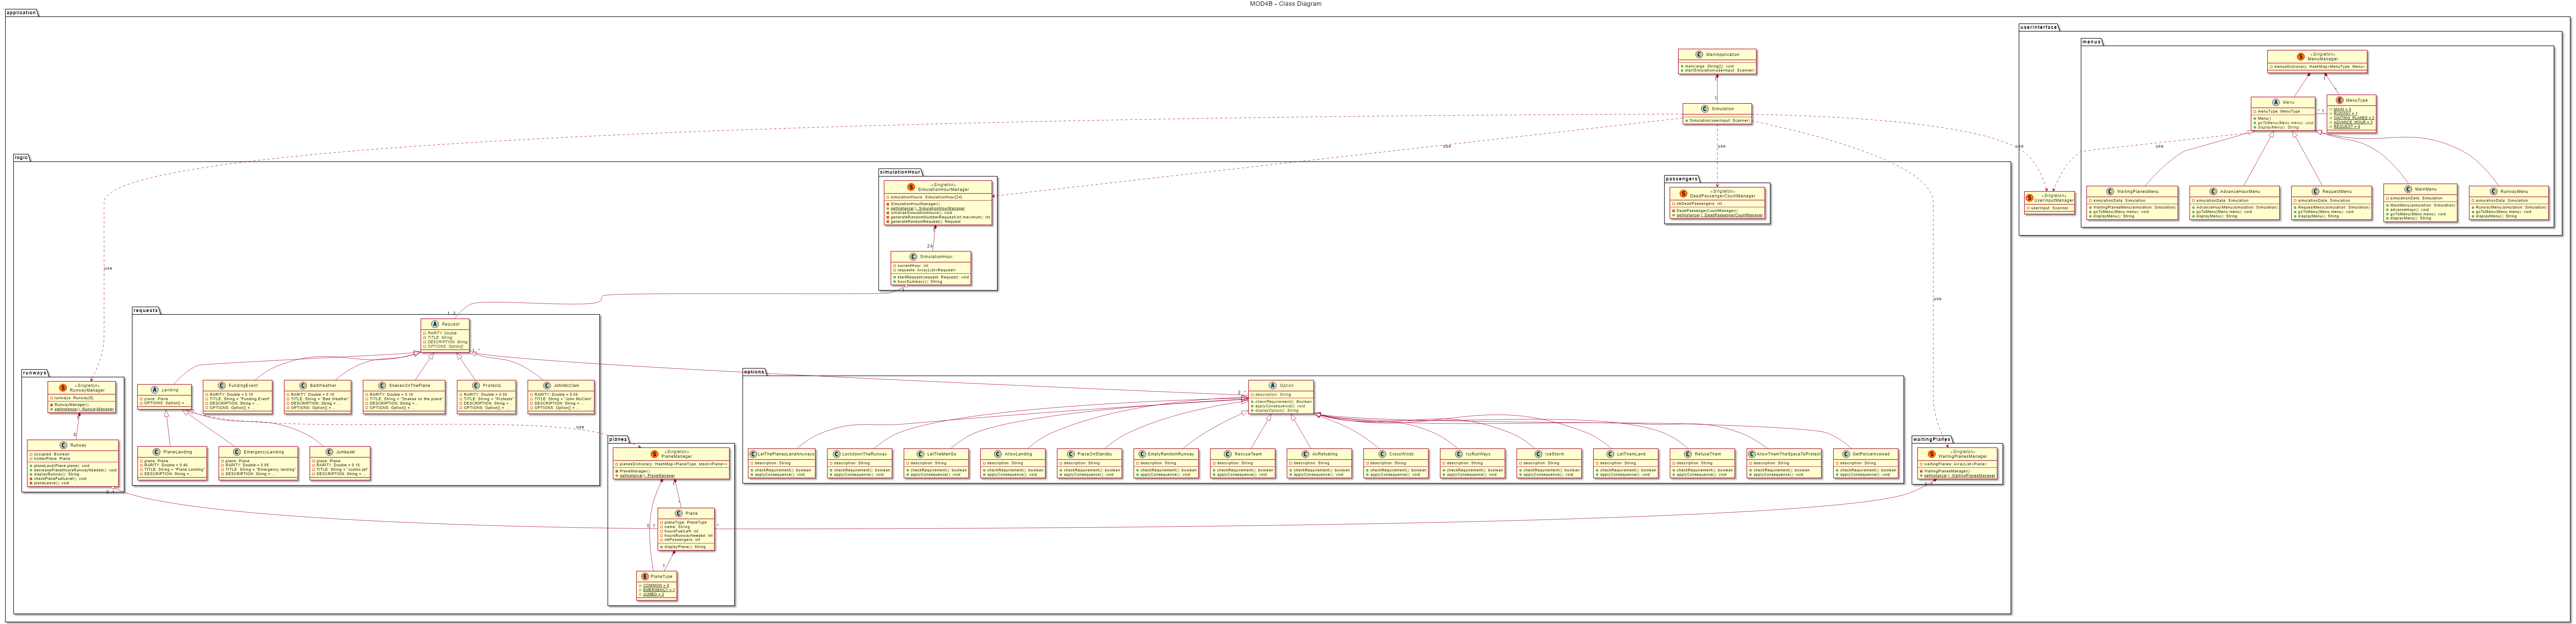 MOD4B - Class Diagram
application
userInterface
menus
«Singleton»
MenuManager
menusDictionary: HashMap<MenuType, Menu>
Menu
menuType: MenuType
Menu()
goToMenu(Menu menu): void
displayMenu(): String
MenuType
MAIN = 0
RUNWAY = 1
WAITING_PLANES = 2
ADVANCE_HOUR = 3
REQUEST = 4
WaitingPlanesMenu
simulationData: Simulation
WaitingPlanesMenu(simulation: Simulation)
goToMenu(Menu menu): void
displayMenu(): String
AdvanceHourMenu
simulationData: Simulation
AdvanceHourMenu(simulation: Simulation)
goToMenu(Menu menu): void
displayMenu(): String
RequestMenu
simulationData: Simulation
RequestMenu(simulation: Simulation)
goToMenu(Menu menu): void
displayMenu(): String
MainMenu
simulationData: Simulation
MainMenu(simulation: Simulation)
advanceHour(): void
goToMenu(Menu menu): void
displayMenu(): String
RunwayMenu
simulationData: Simulation
RunwayMenu(simulation: Simulation)
goToMenu(Menu menu): void
displayMenu(): String
«Singleton»
UserInputManager
userInput: Scanner
MainApplication
main(args: String[]): void
startSimulation(userInput: Scanner)
1
Simulation
Simulation(userInput: Scanner)
use
use
use
use
use
use
logic
simulationHour
«Singleton»
SimulationHourManager
simulationHours: SimulationHour[24]
SimulationHourManager()
getInstance(): SimulationHourManager
initialiseSimulationHours(): void
generateRandomNumberRequest(int maximum): int
generateRandomRequest(): Request
24
SimulationHour
currentHour: int
requests: ArrayList<Request>
startRequest(request: Request): void
hourSummary(): String
passengers
«Singleton»
DeadPassengerCountManager
nbDeadPassengers: int
DeadPassengerCountManager()
getInstance(): DeadPassengerCountManager
requests
Request
RARITY: Double
TITLE: String
DESCRIPTION: String
OPTIONS: Option[]
Landing
plane: Plane
OPTIONS: Option[] = ...
FundingEvent
RARITY: Double = 0.10
TITLE: String = "Funding Event"
DESCRIPTION: String = ...
OPTIONS: Option[] = ...
BadWeather
RARITY: Double = 0.15
TITLE: String = "Bad Weather"
DESCRIPTION: String = ...
OPTIONS: Option[] = ...
SnakesOnThePlane
TITLE: String = "Snakes on the plane"
DESCRIPTION: String = ...
OPTIONS: Option[] = ...
Protests
RARITY: Double = 0.05
TITLE: String = "Protests"
DESCRIPTION: String = ...
OPTIONS: Option[] = ...
JohnMcClain
RARITY: Double = 0.05
TITLE: String = "John McClain"
DESCRIPTION: String = ...
OPTIONS: Option[] = ...
PlaneLanding
plane: Plane
RARITY: Double = 0.40
TITLE: String = "Plane Landing"
DESCRIPTION: String = ...
EmergencyLanding
plane: Plane
RARITY: Double = 0.05
TITLE: String = "Emergency landing"
DESCRIPTION: String = ...
JumboJet
plane: Plane
RARITY: Double = 0.15
TITLE: String = "Jumbo jet"
DESCRIPTION: String = ...
use
runways
«Singleton»
RunwayManager
RunwayManager()
getInstance(): RunwayManager
Runway
occupied: Boolean
holderPlane: Plane
planeLand(Plane plane): void
decreasePlaneHoursRunwayNeeded(): void
displayRunway(): String
checkPlaneFuelLevel(): void
planeLeave(): void
planes
«Singleton»
PlaneManager
planesDictionary: HashMap<PlaneType, stack<Plane>>
PlaneManager()
getInstance(): PlaneManager
Plane
planeType: PlaneType
name: String
hoursFuelLeft: int
hoursRunwayNeeded: int
nbPassengers: int
displayPlane(): String
1
PlaneType
COMMON = 0
EMERGENCY = 1
JUMBO = 2
options
Option
description: String
checkRequirement(): Boolean
applyConsequence(): void
displayOption(): String
LetThePlanesLandAnyways
description: String
checkRequirement(): boolean
applyConsequence(): void
LockdownTheRunway
description: String
checkRequirement(): boolean
applyConsequence(): void
LetTheManGo
description: String
checkRequirement(): boolean
applyConsequence(): void
AllowLanding
description: String
checkRequirement(): boolean
applyConsequence(): void
PlaceOnStandby
description: String
checkRequirement(): boolean
applyConsequence(): void
EmptyRandomRunway
description: String
checkRequirement(): boolean
applyConsequence(): void
RescueTeam
description: String
checkRequirement(): boolean
applyConsequence(): void
AirRefueling
description: String
checkRequirement(): boolean
applyConsequence(): void
CrossWinds
description: String
checkRequirement(): boolean
applyConsequence(): void
IcyRunWays
description: String
checkRequirement(): boolean
applyConsequence(): void
IceStorm
description: String
checkRequirement(): boolean
applyConsequence(): void
LetThemLand
description: String
checkRequirement(): boolean
applyConsequence(): void
RefuseThem
description: String
checkRequirement(): boolean
applyConsequence(): void
AllowThemTheSpaceToProtest
description: String
checkRequirement(): boolean
applyConsequence(): void
GetPoliceInvolved
description: String
checkRequirement(): boolean
applyConsequence(): void
waitingPlanes
«Singleton»
WaitingPlanesManager
waitingPlanes: ArrayList<Plane>
WaitingPlanesManager()
getInstance(): WaitingPlanesManager